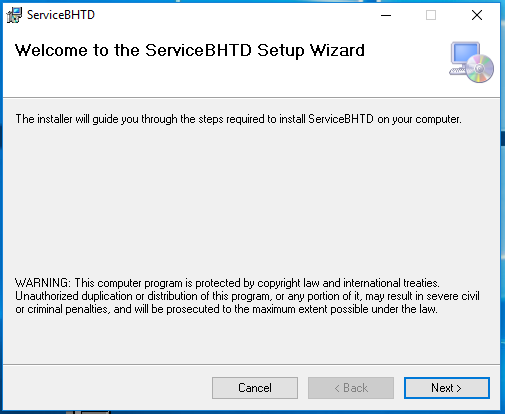 ServiceBHTD
Welcome to the ServiceBHTD Setup Wizard
The installer will guide you through the steps required to install ServiceBHTD on your computer.
WARNING: This computer program is protected by copyright law and international treaties.
Unauthorized duplication or distribution of this program, or any portion of it, may result in severe civil
or criminal penalties, and will be prosecuted to the maximum extent possible under the law.
Cancel < Back Next >